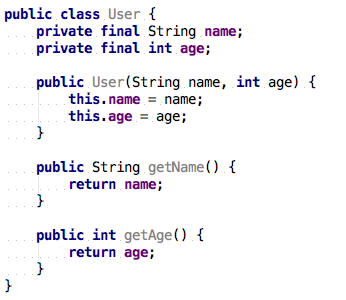 public class User {
    private final String name;
    private final int age;

    public User(String name, int age) {
        this.name = name;
        this.age = age;
    }

    public String getName() {
        return name;
    }

    public int getAge() {
        return age;
    }
}